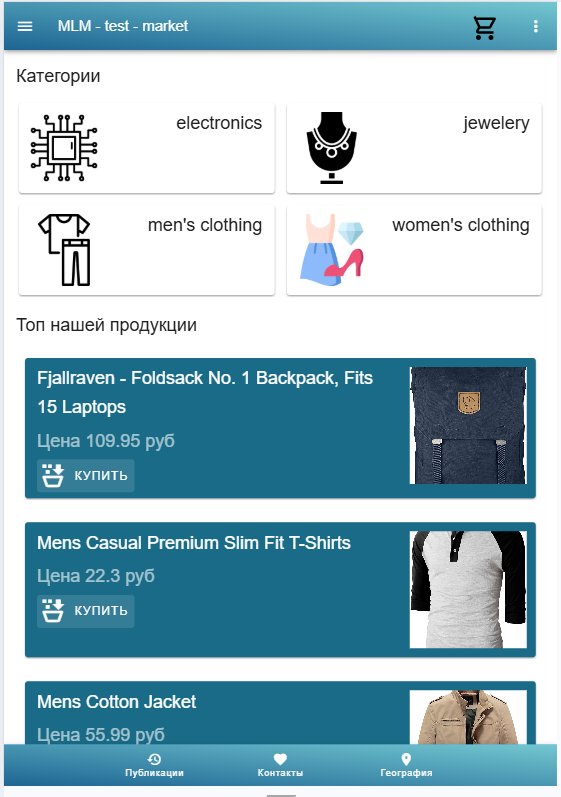 MLM - test - market
Категории
electronics
jewelery
men's clothing
women's clothing
Топ нашей продукции
Fjallraven - Foldsack No. 1 Backpack, Fits
15 Laptops
Цена 109.95 руб
КУПИТЬ
Mens Casual Premium Slim Fit T-Shirts
Цена 22.3 руб
КУПИТЬ
Mens Cotton Jacket
Цена 55.99 руб
Публикации
Контакты
География